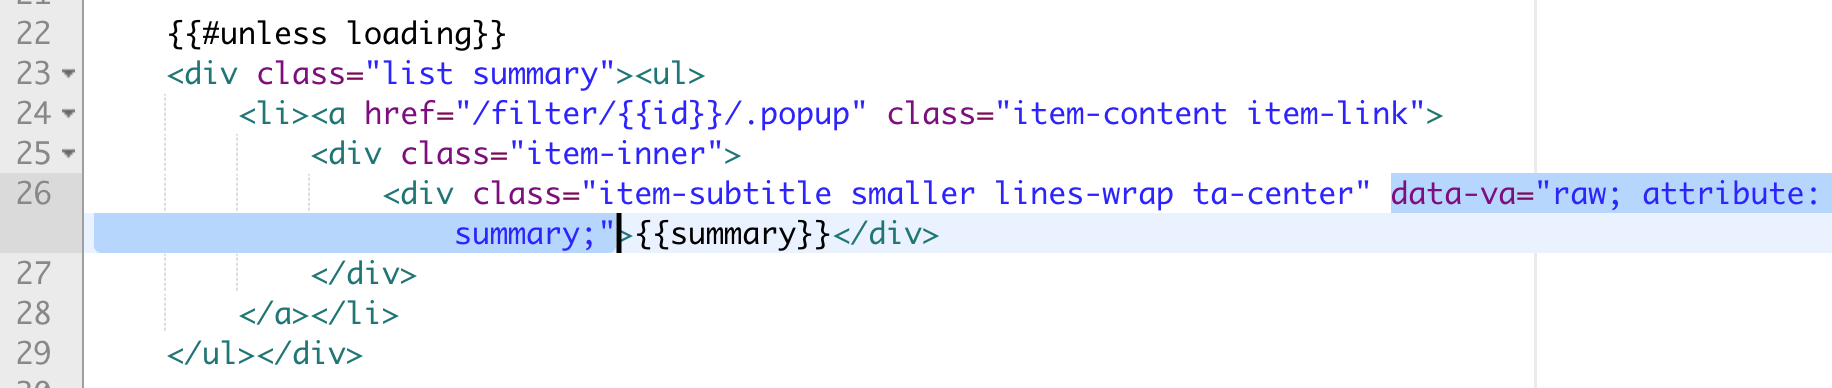 22 {{#unless loading}}
23 <div class="list summary"><ul>
24 <li><a href="/filter/{{id}}/.popup" class="item-content item-link">
25 <div class="item-inner">
26 <div class="item-subtitle smaller lines-wrap ta-center" data-va="raw; attribute:
summary;">{{summary}}</div>
27 </div>
28 </a></li>
29 </ul></div>